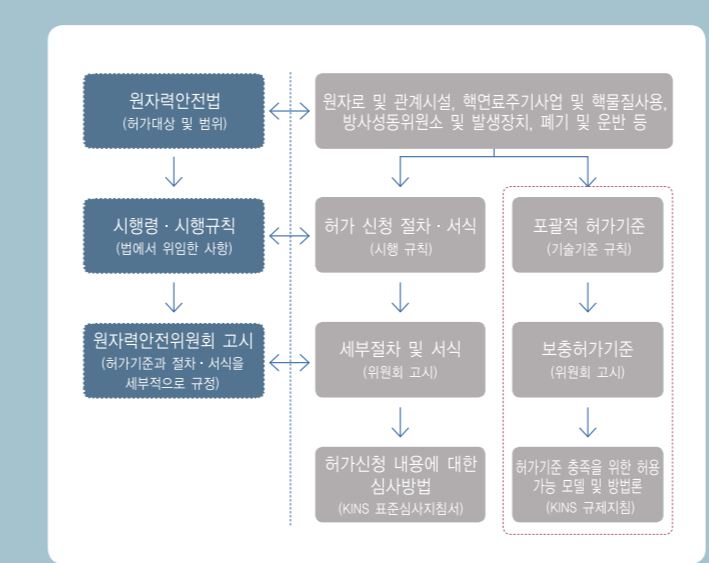 원자력안전법
(허가대상 및 범위)
원자로 및 관계시설, 핵연료주기사업 및 핵물질사용,
방사성동위원소 및 발생장치, 폐기 및 운반 등
시행령·시행규칙
(법에서 위임한 사항)
허가 신청 절차·서식
(시행 규칙)
포괄적 허가기준
(기술기준 규칙)
원자력안전위원회 고시
(허가기준과 절차·서식을
세부적으로 규정)
세부절차 및 서식
(위원회 고시)
보충허가기준
(위원회 고시)
허가신청 내용에 대한
심사방법
(KINS 표준심사지침서)
허가기준 충족을 위한 허용
가능 모델 및 방법론
(KINS 규제지침)